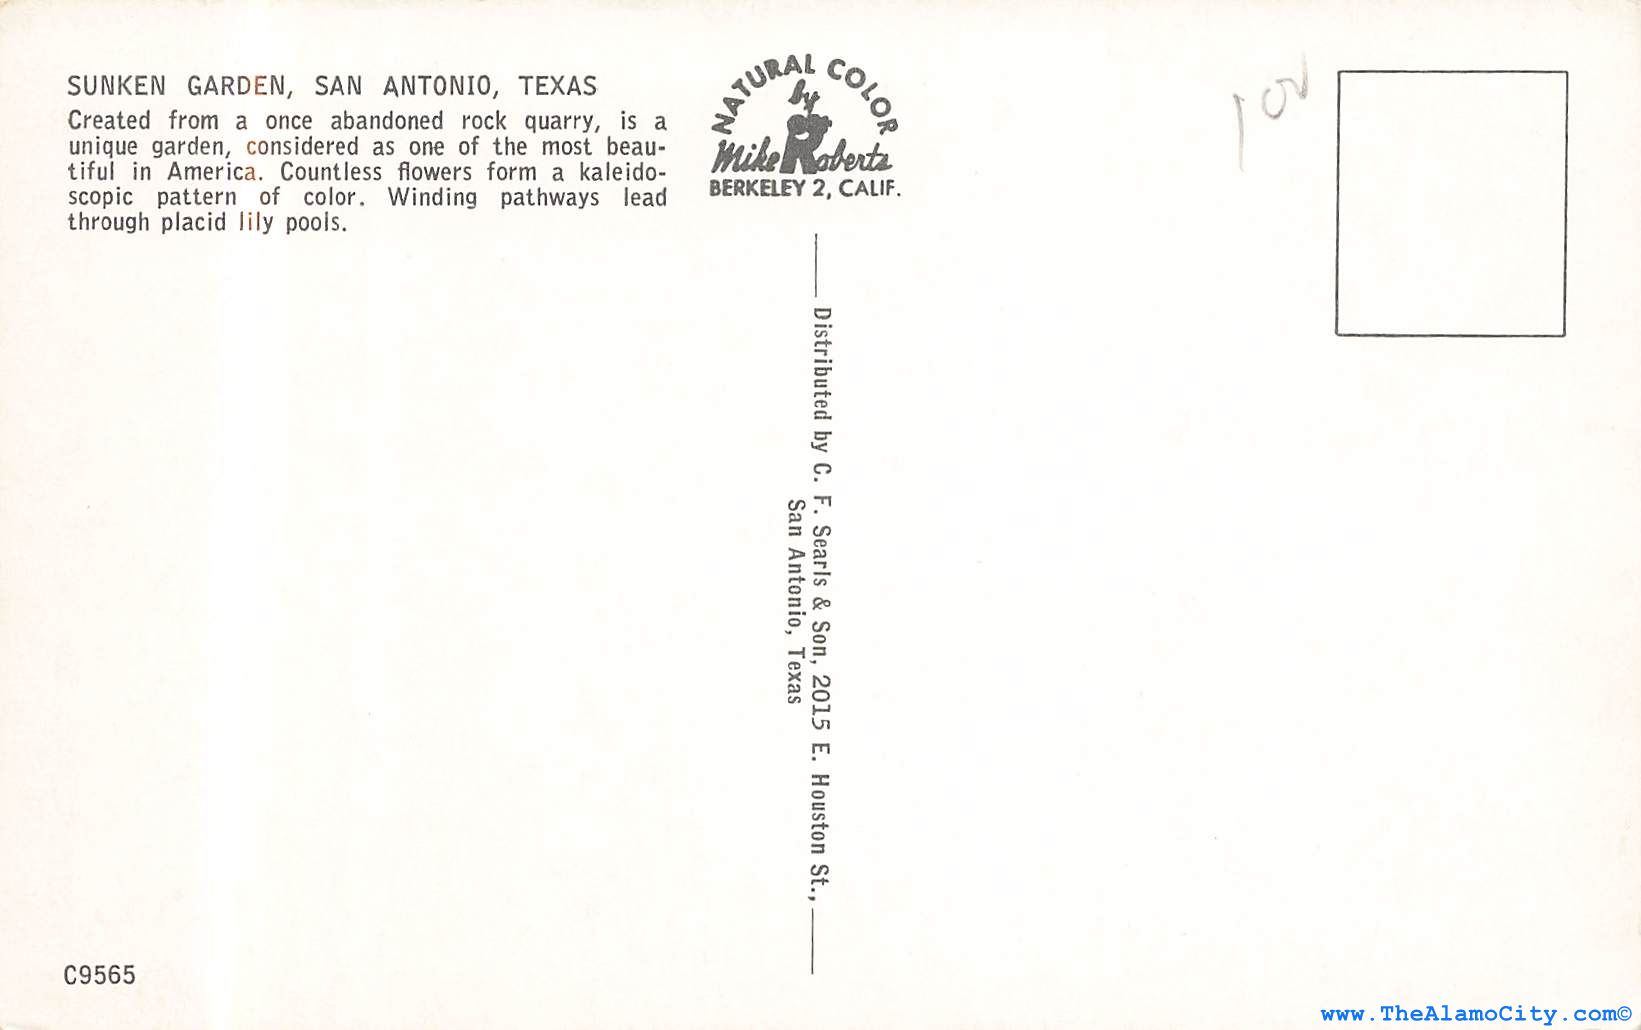 SUNKEN GARDEN, SAN ANTONIO, TEXAS
Created from a once abandoned rock quarry, is a
unique garden, considered as one of the most beau-
tiful in America. Countless flowers form a kaleido-
scopic pattern of color. Winding pathways lead
through placid lily pools.
NATURAL COLOR
by
Mike Roberts
BERKELEY 2, CALIF.
Distributed by C. F. Searls & Son, 2015 E. Houston St.,
San Antonio, Texas
C9565
www.TheAlamoCity.com©